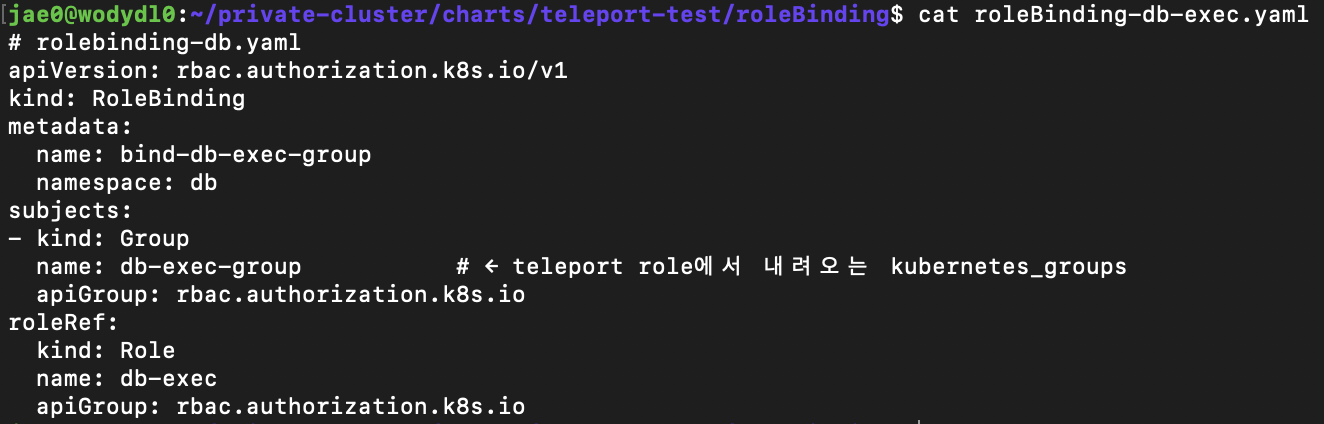 [jae0@wodydl0:~/private-cluster/charts/teleport-test/roleBinding$ cat roleBinding-db-exec.yaml
# rolebinding-db.yaml
apiVersion: rbac.authorization.k8s.io/v1
kind: RoleBinding
metadata:
  name: bind-db-exec-group
  namespace: db
subjects:
- kind: Group
  name: db-exec-group           # ← teleport role에서 내려오는 kubernetes_groups
  apiGroup: rbac.authorization.k8s.io
roleRef:
  kind: Role
  name: db-exec
  apiGroup: rbac.authorization.k8s.io